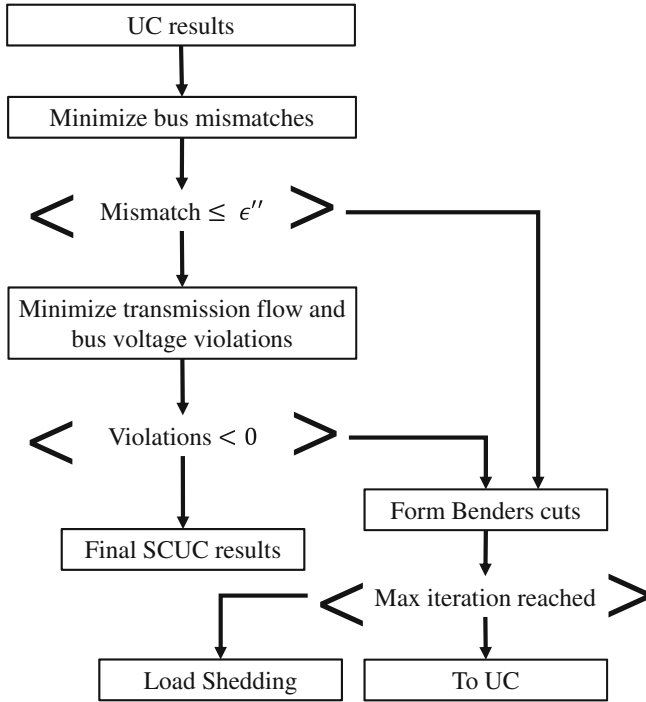 UC results
Minimize bus mismatches
Mismatch ≤ ϵ′′
Minimize transmission flow and
bus voltage violations
Violations < 0
Form Benders cuts
Final SCUC results
Max iteration reached
Load Shedding
To UC